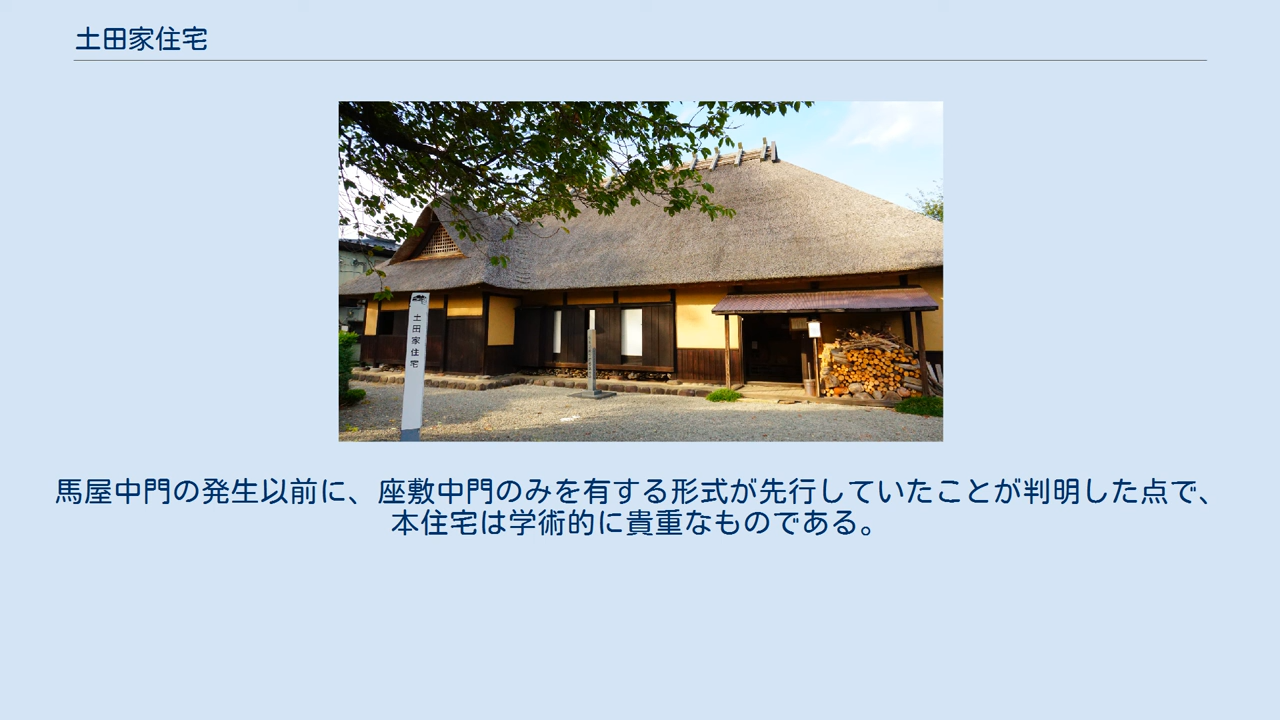 土田家住宅
土田家住宅
馬屋中門の発生以前に、座敷中門のみを有する形式が先行していたことが判明した点で、
本住宅は学術的に貴重なものである。